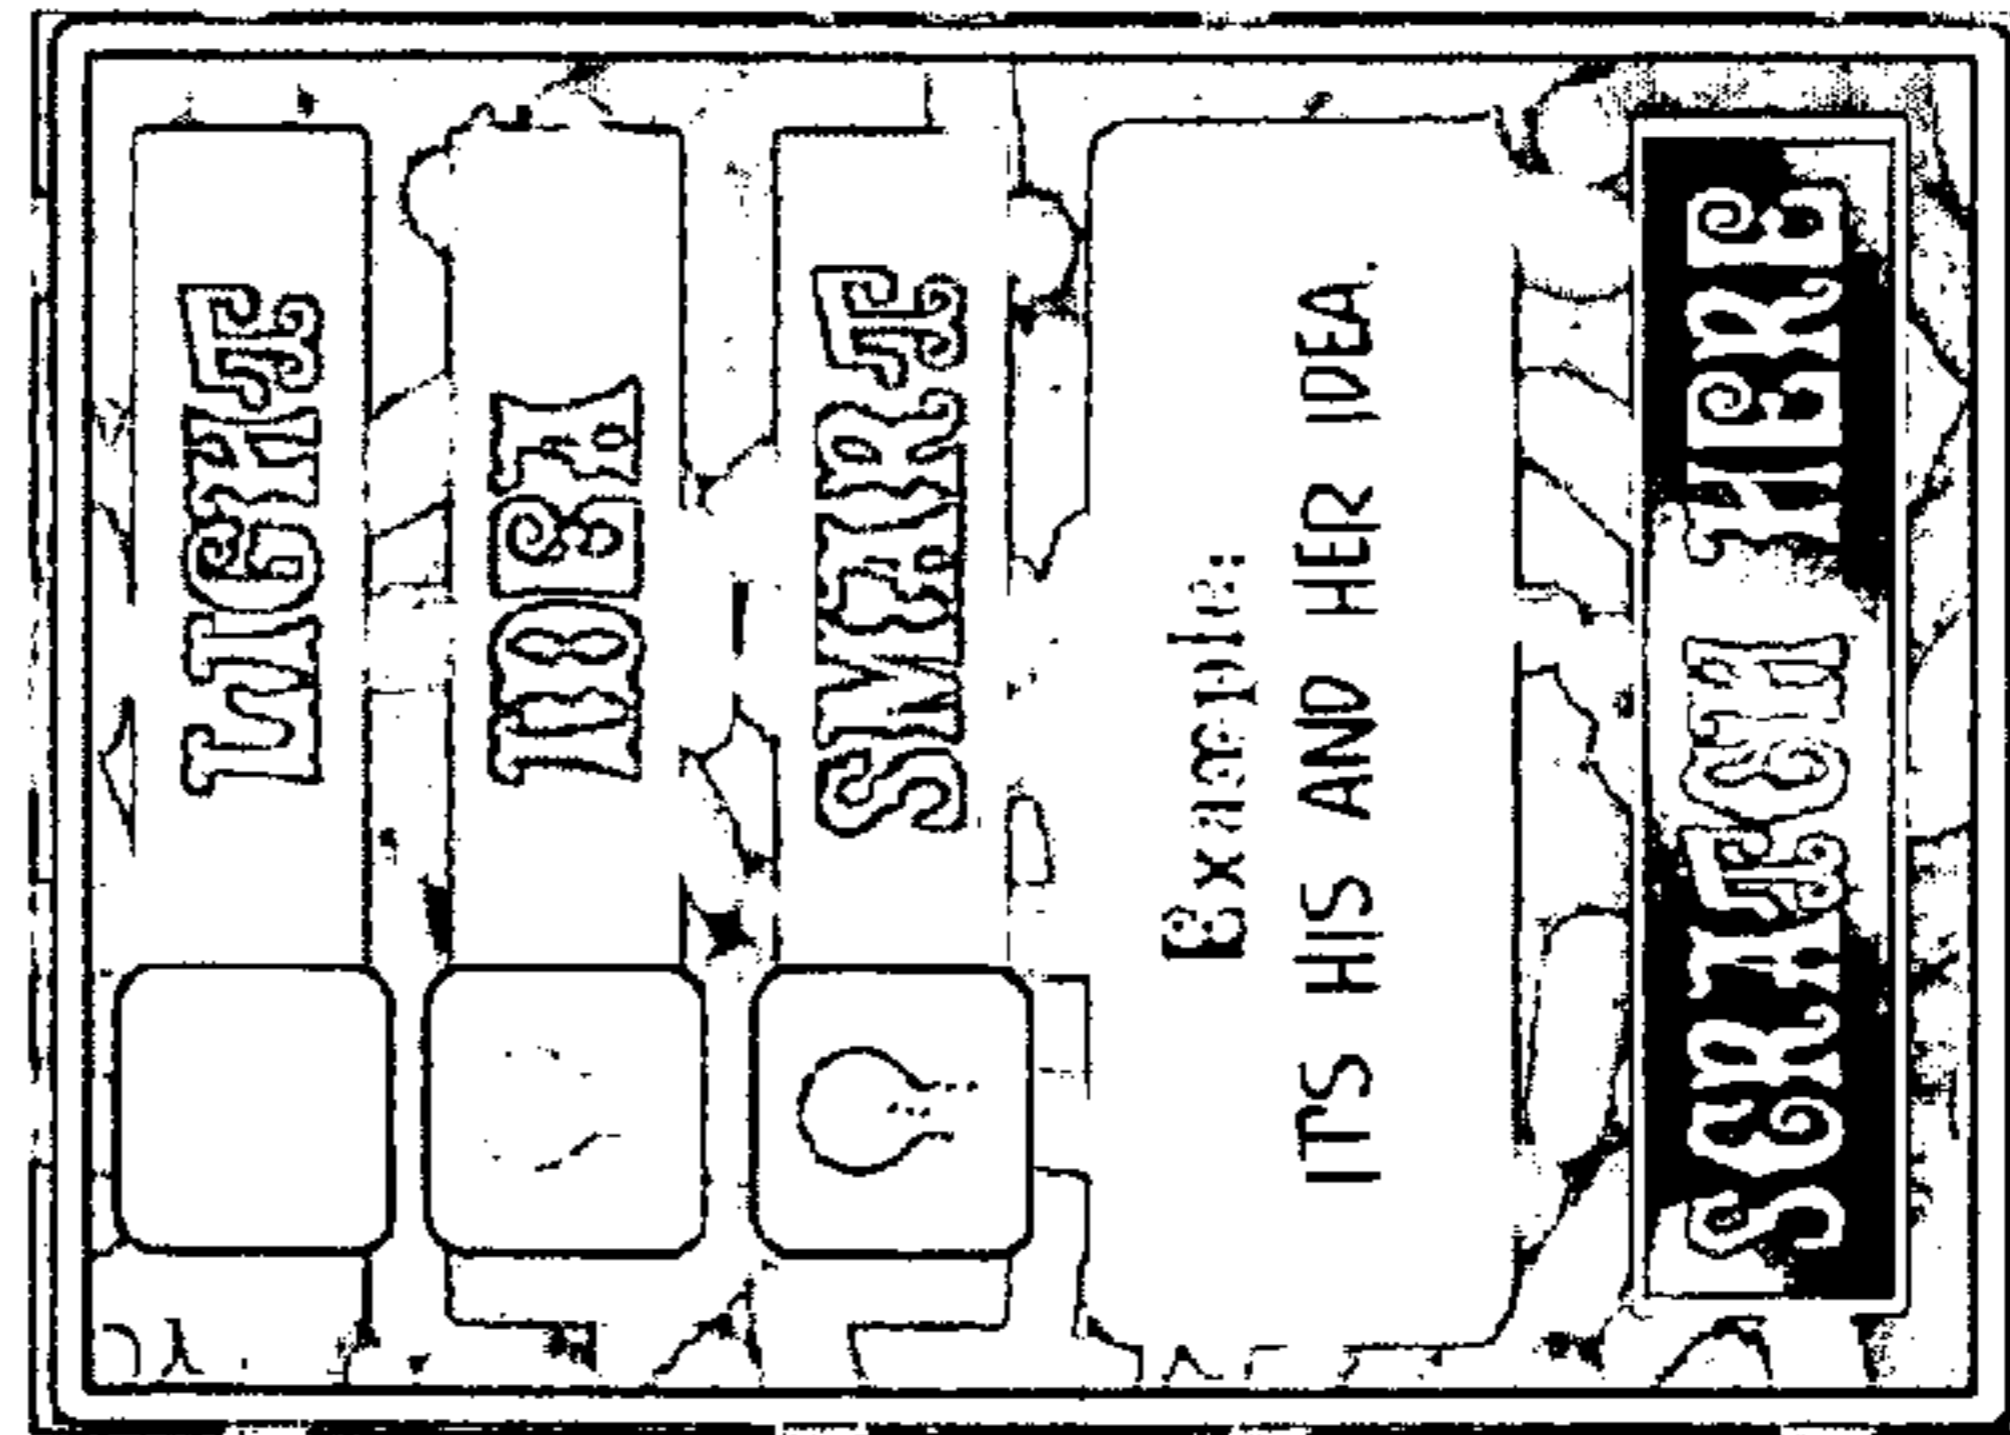 LIGHT
IDEA
SMART
Example:
ITS HIS AND HER IDEA.
SCRATCH HERE